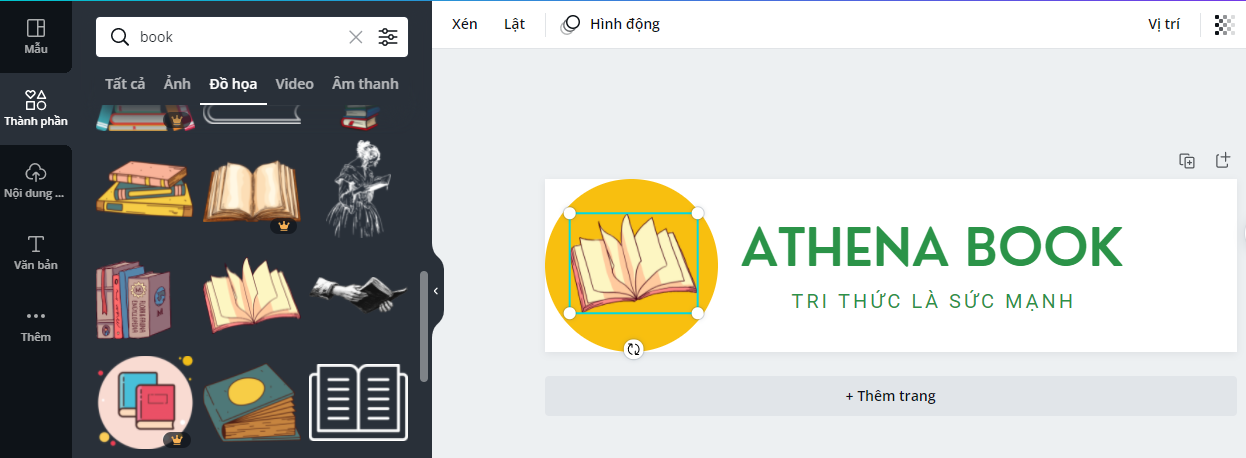 Mẫu
Thành phần
Nội dung ...
Văn bản
Thêm
book
Tất cả Ảnh Đồ họa Video Âm thanh
Xén Lật Hình động Vị trí
ATHENA BOOK
TRI THỨC LÀ SỨC MẠNH
+ Thêm trang